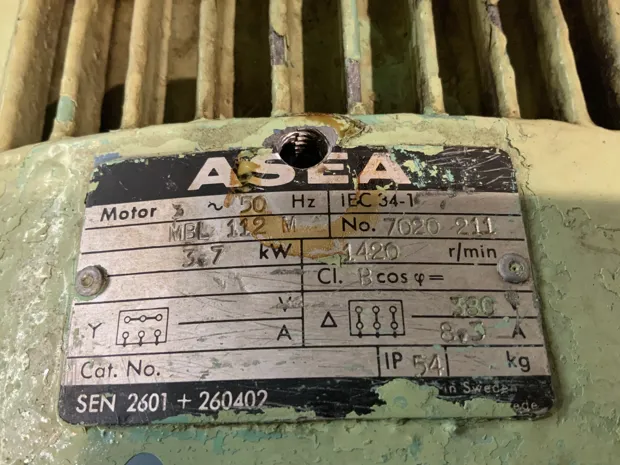 ASEA
Motor 3 ~ 50 Hz IEC 34-1
MBL 112 M No. 7020 211
3.7 kW 1420 r/min
Cl. B cos φ=
V 380 V
Y A Δ 8.3 A
Cat. No. IP 54 kg
SEN 2601 + 260402 in Sweden